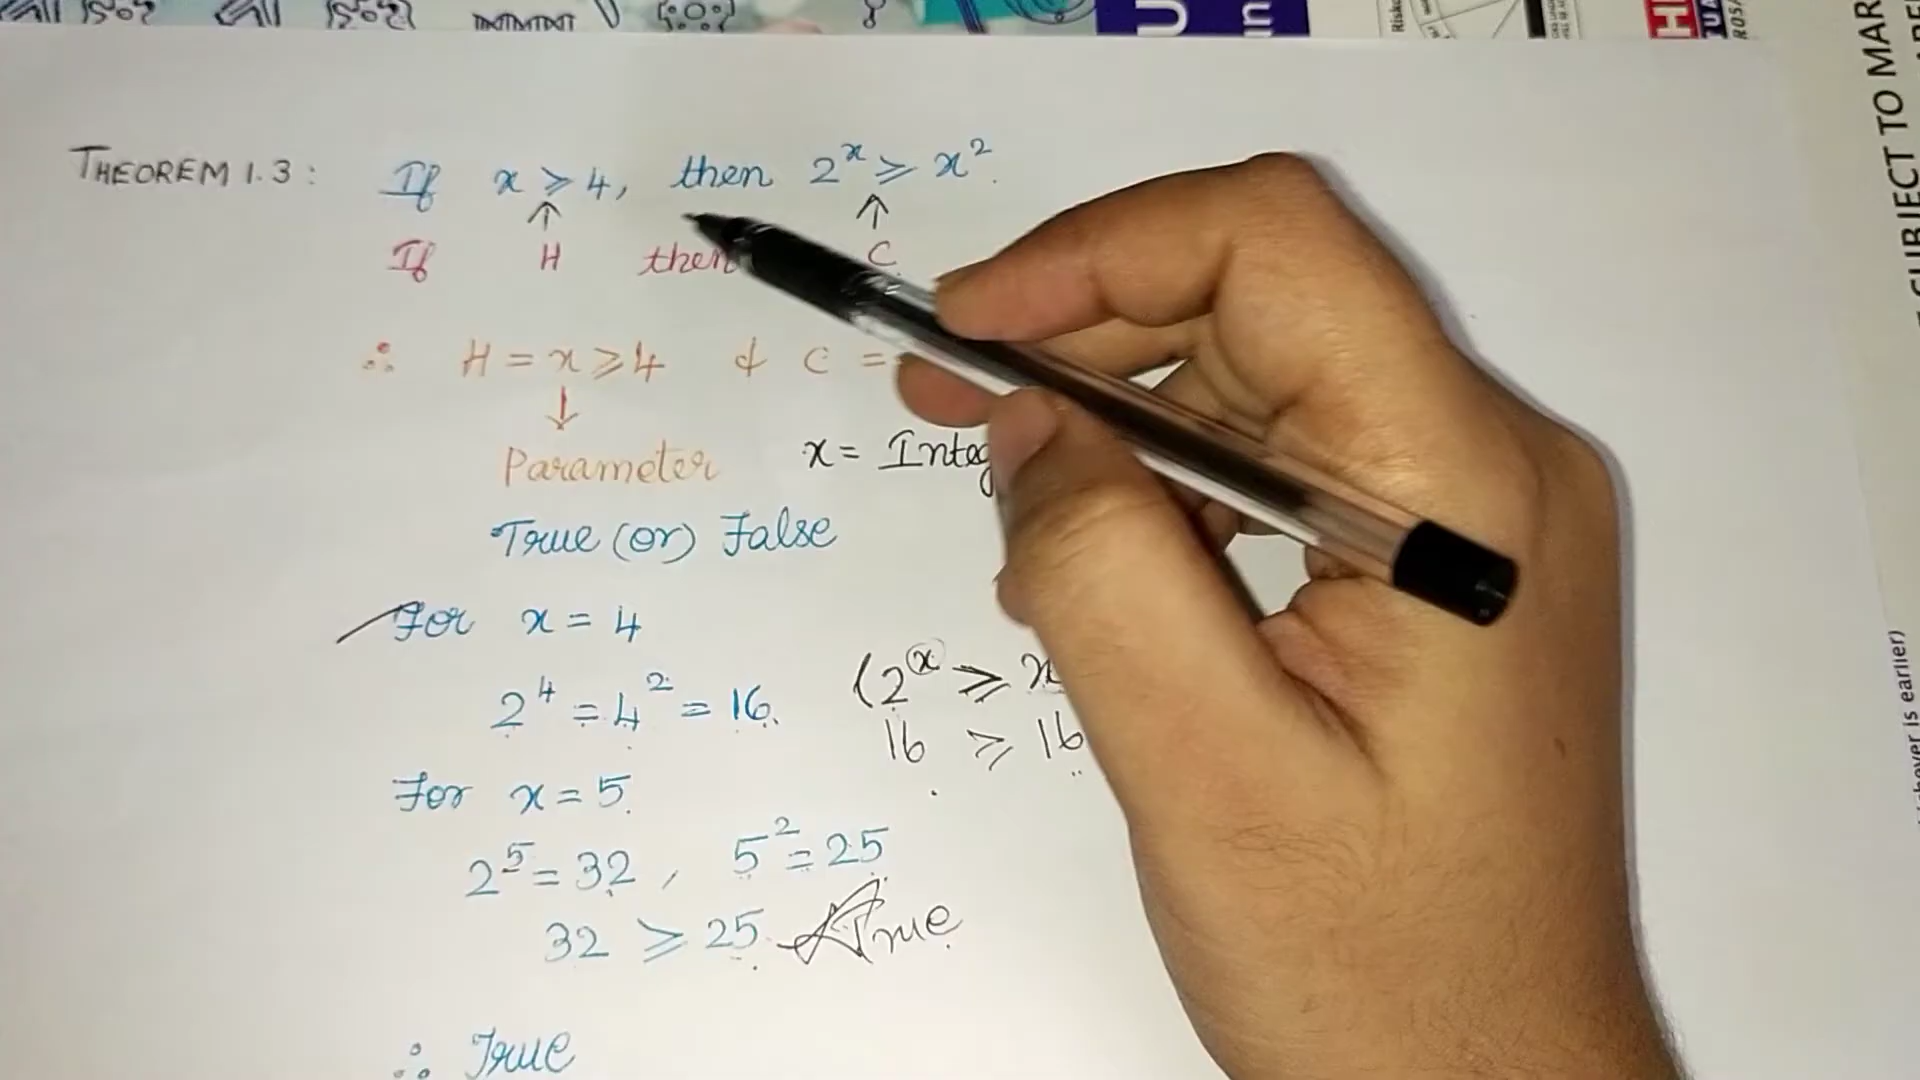 THEOREM 1.3: If x ≥ 4, then 2^x ≥ x^2.
↑ ↑
If H then C
∴ H = x ≥ 4 & C =
↓
Parameter x =
True (or) False
For x = 4
2^4 = 4^2 = 16. (2^x ≥ x
16 ≥ 16
For x = 5.
2^5 = 32, 5^2 = 25
32 ≥ 25. True.
∴ True
SUBJECT TO
is earlier)